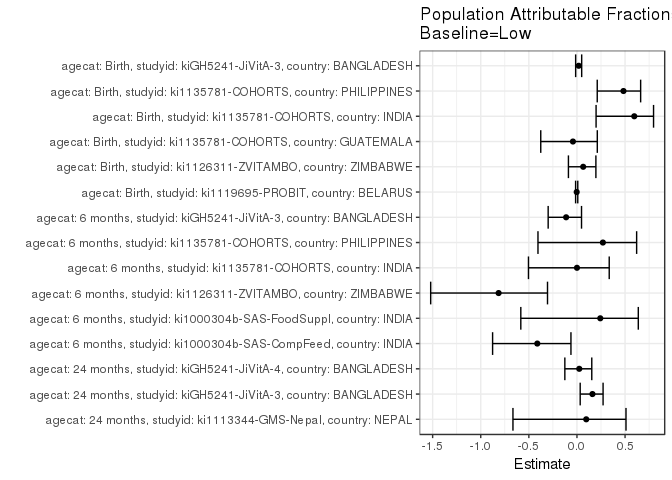 Population Attributable Fraction
Baseline=Low
agecat: Birth, studyid: kiGH5241-JiVitA-3, country: BANGLADESH
agecat: Birth, studyid: ki1135781-COHORTS, country: PHILIPPINES
agecat: Birth, studyid: ki1135781-COHORTS, country: INDIA
agecat: Birth, studyid: ki1135781-COHORTS, country: GUATEMALA
agecat: Birth, studyid: ki1126311-ZVITAMBO, country: ZIMBABWE
agecat: Birth, studyid: ki1119695-PROBIT, country: BELARUS
agecat: 6 months, studyid: kiGH5241-JiVitA-3, country: BANGLADESH
agecat: 6 months, studyid: ki1135781-COHORTS, country: PHILIPPINES
agecat: 6 months, studyid: ki1135781-COHORTS, country: INDIA
agecat: 6 months, studyid: ki1126311-ZVITAMBO, country: ZIMBABWE
agecat: 6 months, studyid: ki1000304b-SAS-FoodSuppl, country: INDIA
agecat: 6 months, studyid: ki1000304b-SAS-CompFeed, country: INDIA
agecat: 24 months, studyid: kiGH5241-JiVitA-4, country: BANGLADESH
agecat: 24 months, studyid: kiGH5241-JiVitA-3, country: BANGLADESH
agecat: 24 months, studyid: ki1113344-GMS-Nepal, country: NEPAL
-1.5 -1.0 -0.5 0.0 0.5
Estimate